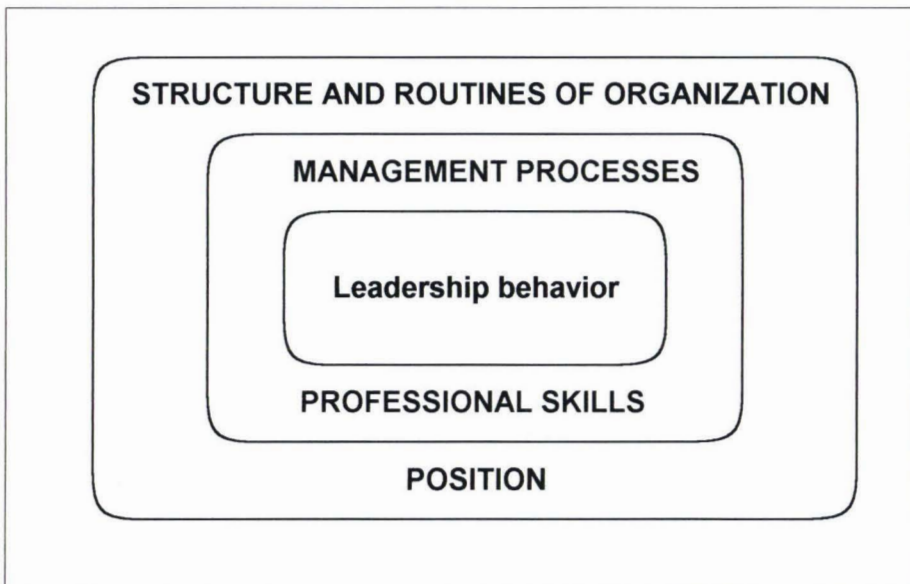 STRUCTURE AND ROUTINES OF ORGANIZATION
MANAGEMENT PROCESSES
Leadership behavior
PROFESSIONAL SKILLS
POSITION